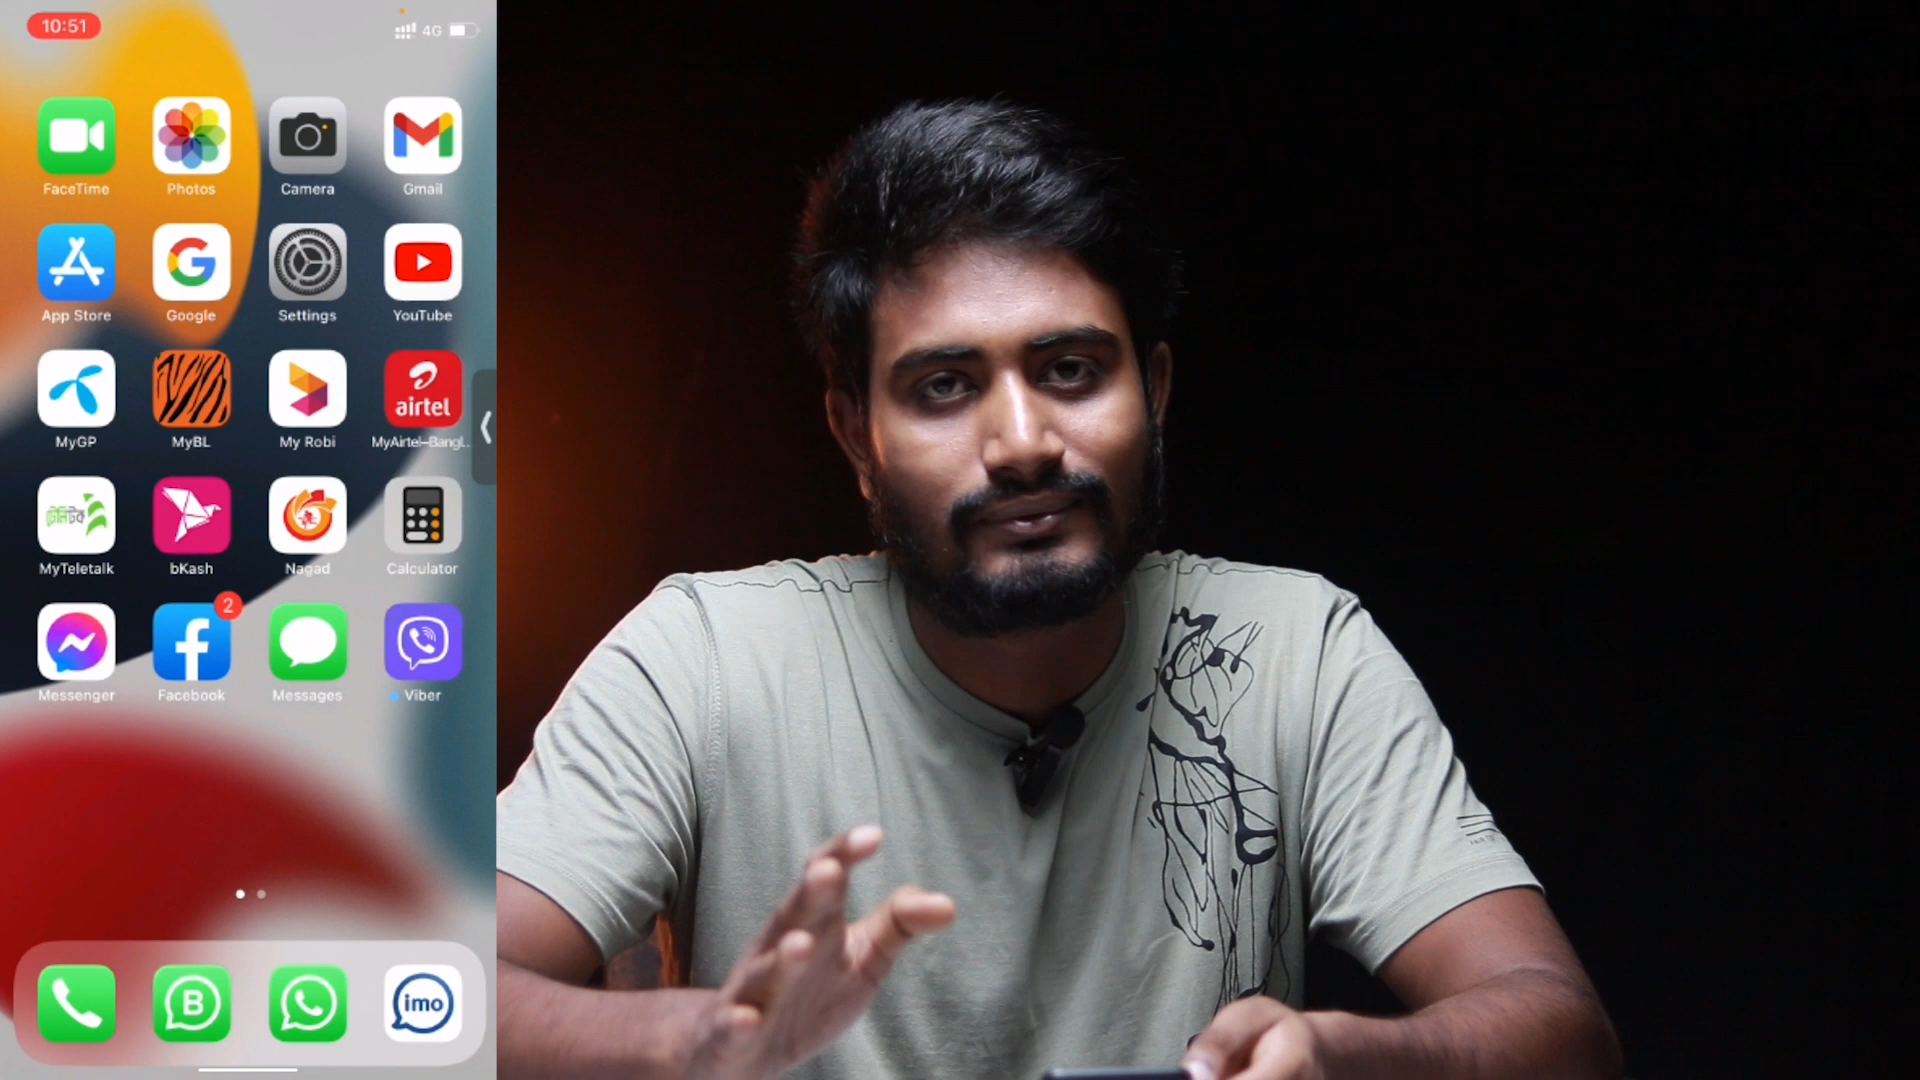 10:51
4G
FaceTime
Photos
Camera
Gmail
App Store
Google
Settings
YouTube
airtel
MyGP
MyBL
My Robi
MyAirtel–Bangl...
টেলিটক
MyTeletalk
bKash
Nagad
Calculator
2
Messenger
Facebook
Messages
Viber
B
imo